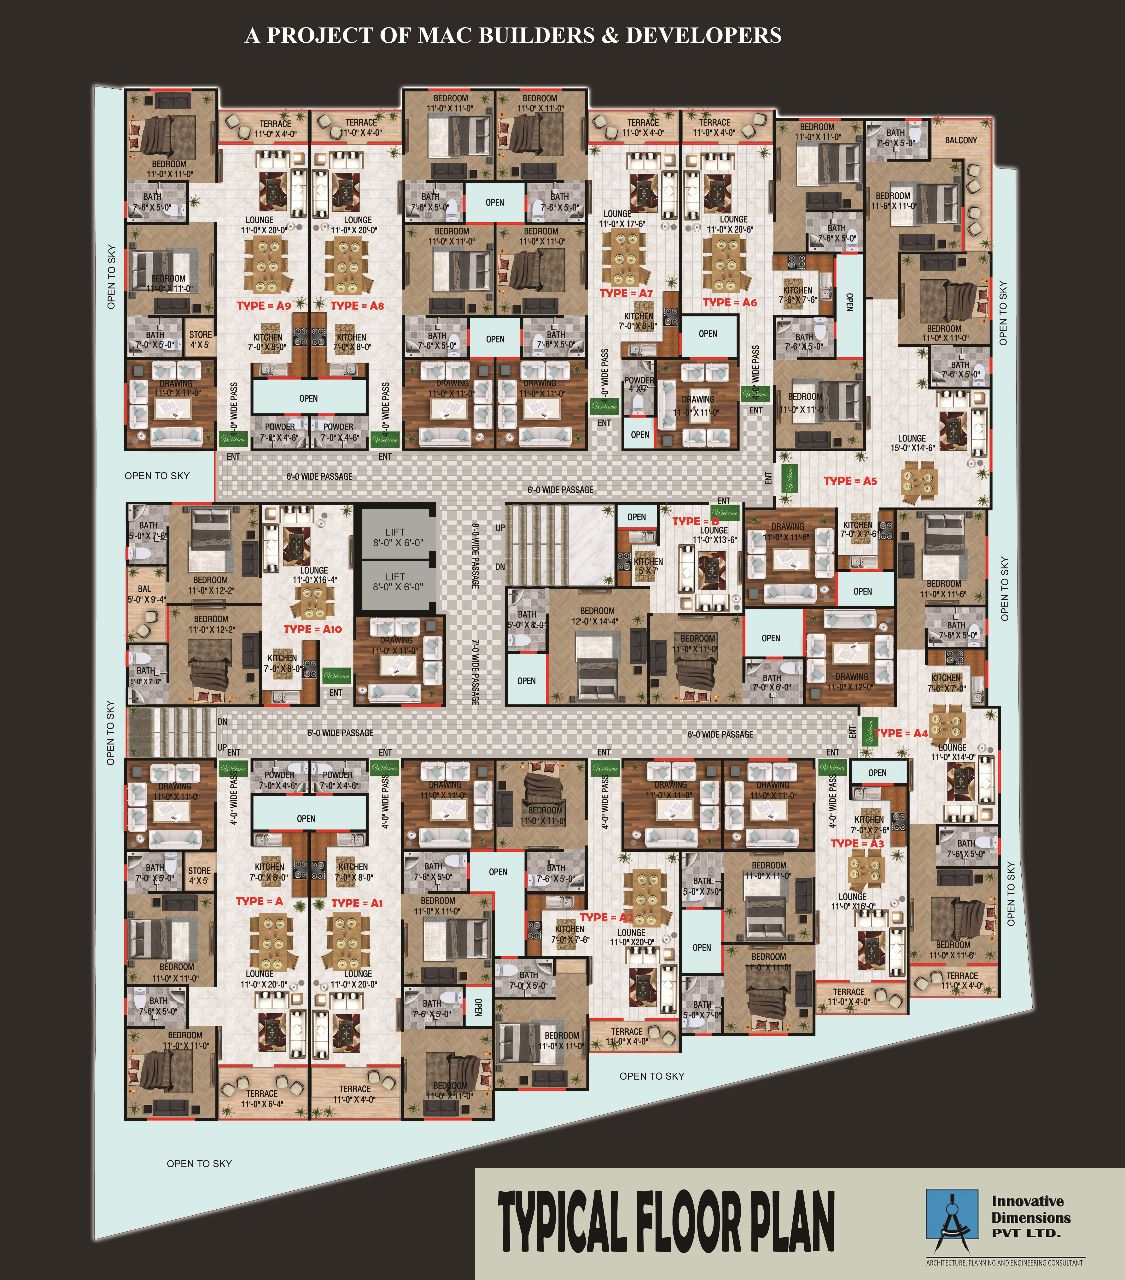 A PROJECT OF MAC BUILDERS & DEVELOPERS
BEDROOM
11'-0" X 11'-0"
BATH
7'-6" X 5'-0"
BEDROOM
11'-0" X 11'-0"
BATH
7'-0" X 5'-0"
STORE
4' X 5'
DRAWING
11'-0" X 11'-0"
TERRACE
11'-0" X 4'-0"
LOUNGE
11'-0" X 20'-0"
TYPE = A9
KITCHEN
7'-0" X 8'-0"
4'-0" WIDE PASS
OPEN
POWDER
7'-0" X 4'-6"
Welcome
ENT
TERRACE
11'-0" X 4'-0"
LOUNGE
11'-0" X 20'-0"
TYPE = A8
KITCHEN
7'-0" X 8'-0"
POWDER
7'-0" X 4'-6"
4'-0" WIDE PASS
Welcome
ENT
BEDROOM
11'-0" X 11'-0"
BATH
7'-6" X 5'-0"
OPEN
BEDROOM
11'-0" X 11'-0"
BATH
7'-6" X 5'-0"
OPEN
DRAWING
11'-0" X 11'-0"
BEDROOM
11'-0" X 11'-0"
BATH
7'-6" X 5'-0"
BEDROOM
11'-0" X 11'-0"
BATH
7'-6" X 5'-0"
DRAWING
11'-0" X 11'-0"
TERRACE
11'-0" X 4'-0"
LOUNGE
11'-0" X 17'-6"
TYPE = A7
KITCHEN
7'-0" X 8'-0"
POWDER
OPEN
Welcome
ENT
TERRACE
11'-0" X 4'-0"
LOUNGE
11'-0" X 20'-6"
TYPE = A6
OPEN
DRAWING
11'-0" X 11'-0"
WIDE PASS
Welcome
ENT
BEDROOM
11'-0" X 11'-0"
BATH
7'-6" X 5'-0"
KITCHEN
7'-6" X 7'-6"
OPEN
BATH
7'-6" X 5'-0"
BEDROOM
11'-0" X 11'-0"
BATH
7'-6" X 5'-0"
BALCONY
BEDROOM
11'-6" X 11'-0"
BEDROOM
11'-0" X 11'-0"
BATH
7'-6" X 5'-0"
LOUNGE
15'-0" X 14'-6"
TYPE = A5
ENT
Welcome
OPEN TO SKY
OPEN TO SKY
OPEN TO SKY
6'-0 WIDE PASSAGE
6'-0 WIDE PASSAGE
BATH
5'-0" X 7'-6"
BEDROOM
11'-0" X 12'-2"
BAL
5'-0" X 9'-4"
BEDROOM
11'-0" X 12'-2"
BATH
5'-0" X 7'-6"
LOUNGE
11'-0" X 16'-4"
TYPE = A10
KITCHEN
7'-0" X 8'-0"
Welcome
ENT
LIFT
8'-0" X 6'-0"
LIFT
8'-0" X 6'-0"
DRAWING
11'-0" X 11'-0"
8'-0 WIDE PASSAGE
7'-0 WIDE PASSAGE
UP
DN
OPEN
TYPE = B
ENT
Welcome
LOUNGE
11'-0" X13'-6"
KITCHEN
5' X 7'
BATH
5'-0" X 8'-0"
OPEN
BEDROOM
12'-0" X 14'-4"
BEDROOM
11'-0" X 11'-0"
DRAWING
11'-0" X 11'-6"
OPEN
BATH
7'-0" X 6'-0"
KITCHEN
7'-0" X 7'-6"
OPEN
DRAWING
11'-0" X 12'-0"
BEDROOM
11'-0" X 11'-6"
BATH
7'-6" X 5'-0"
KITCHEN
7'-6" X 7'-0"
OPEN TO SKY
OPEN TO SKY
DN
UP
6'-0 WIDE PASSAGE
6'-0 WIDE PASSAGE
ENT
ENT
ENT
ENT
ENT
Welcome
TYPE = A4
LOUNGE
11'-0" X14'-0"
DRAWING
11'-0" X 11'-0"
BATH
7'-0" X 5'-0"
STORE
4' X 5'
BEDROOM
11'-0" X 11'-0"
BATH
7'-6" X 5'-0"
BEDROOM
11'-0" X 11'-0"
Welcome
4'-0" WIDE PASS
POWDER
7'-0" X 4'-6"
POWDER
7'-0" X 4'-6"
OPEN
KITCHEN
7'-0" X 8'-0"
TYPE = A
LOUNGE
11'-0" X 20'-0"
TERRACE
11'-0" X 6'-4"
Welcome
4'-0" WIDE PASS
KITCHEN
7'-0" X 8'-0"
TYPE = A1
LOUNGE
11'-0" X 20'-0"
TERRACE
11'-0" X 4'-0"
DRAWING
11'-0" X 11'-0"
BATH
7'-6" X 5'-0"
BEDROOM
11'-0" X 11'-0"
BATH
7'-6" X 5'-0"
OPEN
BEDROOM
11'-0" X 11'-0"
BEDROOM
11'-0" X 11'-0"
OPEN
BATH
7'-6" X 5'-0"
KITCHEN
7'-0" X 7'-6"
BATH
7'-0" X 5'-0"
BEDROOM
11'-0" X 11'-0"
Welcome
4'-0" WIDE PASS
DRAWING
11'-0" X 11'-0"
TYPE = A2
LOUNGE
11'-0" X20'-0"
TERRACE
11'-0" X 4'-0"
BATH
5'-0" X 7'-0"
OPEN
BATH
5'-0" X 7'-0"
DRAWING
11'-0" X 11'-0"
BEDROOM
11'-0" X 11'-0"
BEDROOM
11'-0" X 11'-0"
Welcome
4'-0" WIDE PASS
OPEN
KITCHEN
7'-0" X 7'-6"
TYPE = A3
LOUNGE
11'-0" X16'-0"
TERRACE
11'-0" X 4'-0"
BATH
7'-6" X 5'-0"
BEDROOM
11'-0" X 11'-6"
TERRACE
11'-0" X 4'-0"
OPEN TO SKY
OPEN TO SKY
OPEN TO SKY
TYPICAL FLOOR PLAN
Innovative
Dimensions
PVT LTD.
ARCHITECTURE, PLANNING AND ENGINEERING CONSULTANT